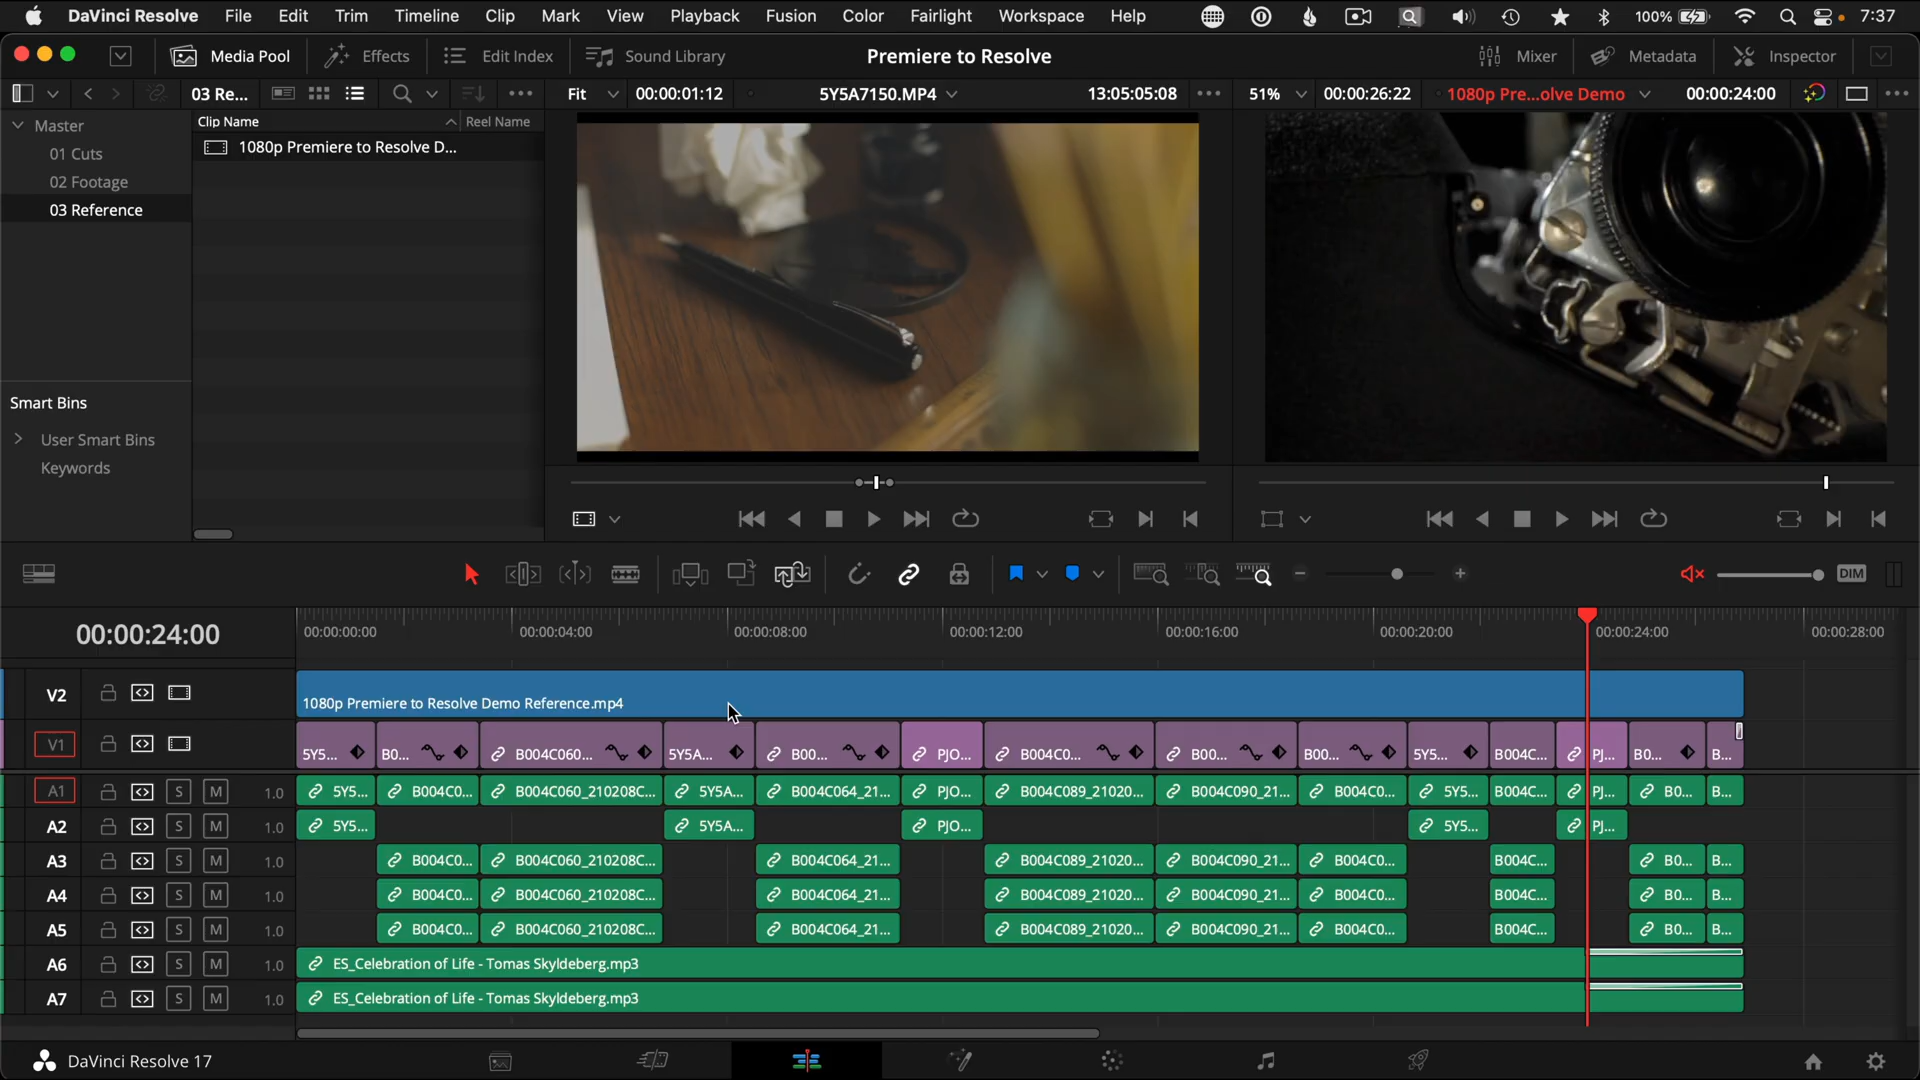 DaVinci Resolve File Edit Trim Timeline Clip Mark View Playback Fusion Color Fairlight Workspace Help 100% 7:37
Media Pool Effects Edit Index Sound Library Premiere to Resolve Mixer Metadata Inspector
03 Re... Fit 00:00:01:12 5Y5A7150.MP4 13:05:05:08 51% 00:00:26:22 1080p Pre...olve Demo 00:00:24:00
Master Clip Name Reel Name
01 Cuts 1080p Premiere to Resolve D...
02 Footage
03 Reference
Smart Bins
User Smart Bins
Keywords
DIM
00:00:24:00 00:00:00:00 00:00:04:00 00:00:08:00 00:00:12:00 00:00:16:00 00:00:20:00 00:00:24:00 00:00:28:00
V2 1080p Premiere to Resolve Demo Reference.mp4
V1 5Y5... B0... B004C060... 5Y5A... B00... PJO... B004C0... B00... B00... 5Y5... B004C... PJ... B0... B...
A1 S M 1.0 5Y5... B004C0... B004C060_210208C... 5Y5A... B004C064_21... PJO... B004C089_21020... B004C090_21... B004C0... 5Y5... B004C... PJ... B0... B...
A2 S M 1.0 5Y5... 5Y5A... PJO... 5Y5... PJ...
A3 S M 1.0 B004C0... B004C060_210208C... B004C064_21... B004C089_21020... B004C090_21... B004C0... B004C... B0... B...
A4 S M 1.0 B004C0... B004C060_210208C... B004C064_21... B004C089_21020... B004C090_21... B004C0... B004C... B0... B...
A5 S M 1.0 B004C0... B004C060_210208C... B004C064_21... B004C089_21020... B004C090_21... B004C0... B004C... B0... B...
A6 S M 1.0 ES_Celebration of Life - Tomas Skyldeberg.mp3
A7 S M 1.0 ES_Celebration of Life - Tomas Skyldeberg.mp3
DaVinci Resolve 17